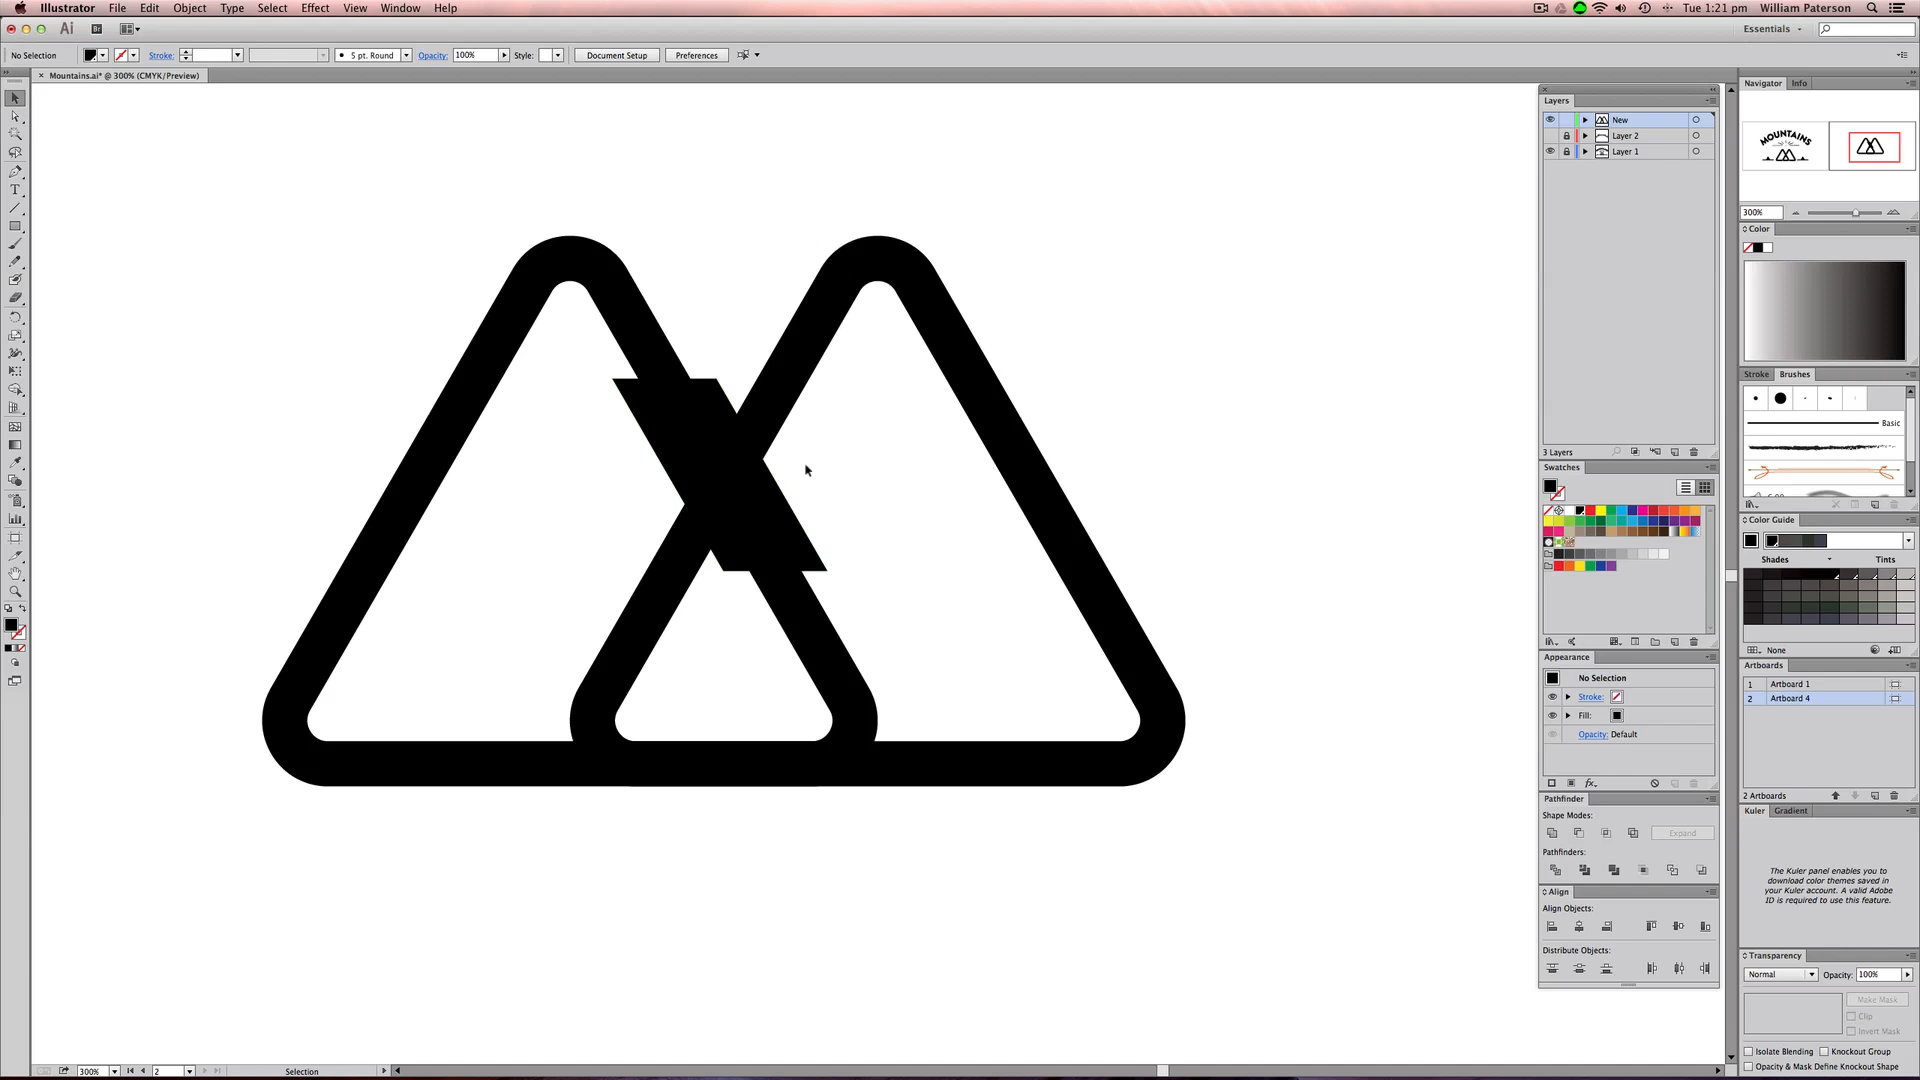 Illustrator File Edit Object Type Select Effect View Window Help Tue 1:21 pm William Paterson
Ai Br Essentials
No Selection Stroke: 5 pt. Round Opacity: 100% Style: Document Setup Preferences
Mountains.ai* @ 300% (CMYK/Preview)
Layers
New
Layer 2
Layer 1
3 Layers
Swatches
Appearance
No Selection
Stroke:
Fill:
Opacity: Default
Pathfinder
Shape Modes:
Expand
Pathfinders:
Align
Align Objects:
Distribute Objects:
Navigator Info
MOUNTAINS
300%
Color
Stroke Brushes
Basic
Color Guide
Shades Tints
None
Artboards
1 Artboard 1
2 Artboard 4
2 Artboards
Kuler Gradient
The Kuler panel enables you to
download color themes saved in
your Kuler account. A valid Adobe
ID is required to use this feature.
Transparency
Normal Opacity: 100%
Make Mask
Clip
Invert Mask
Isolate Blending Knockout Group
Opacity & Mask Define Knockout Shape
300% 2 Selection